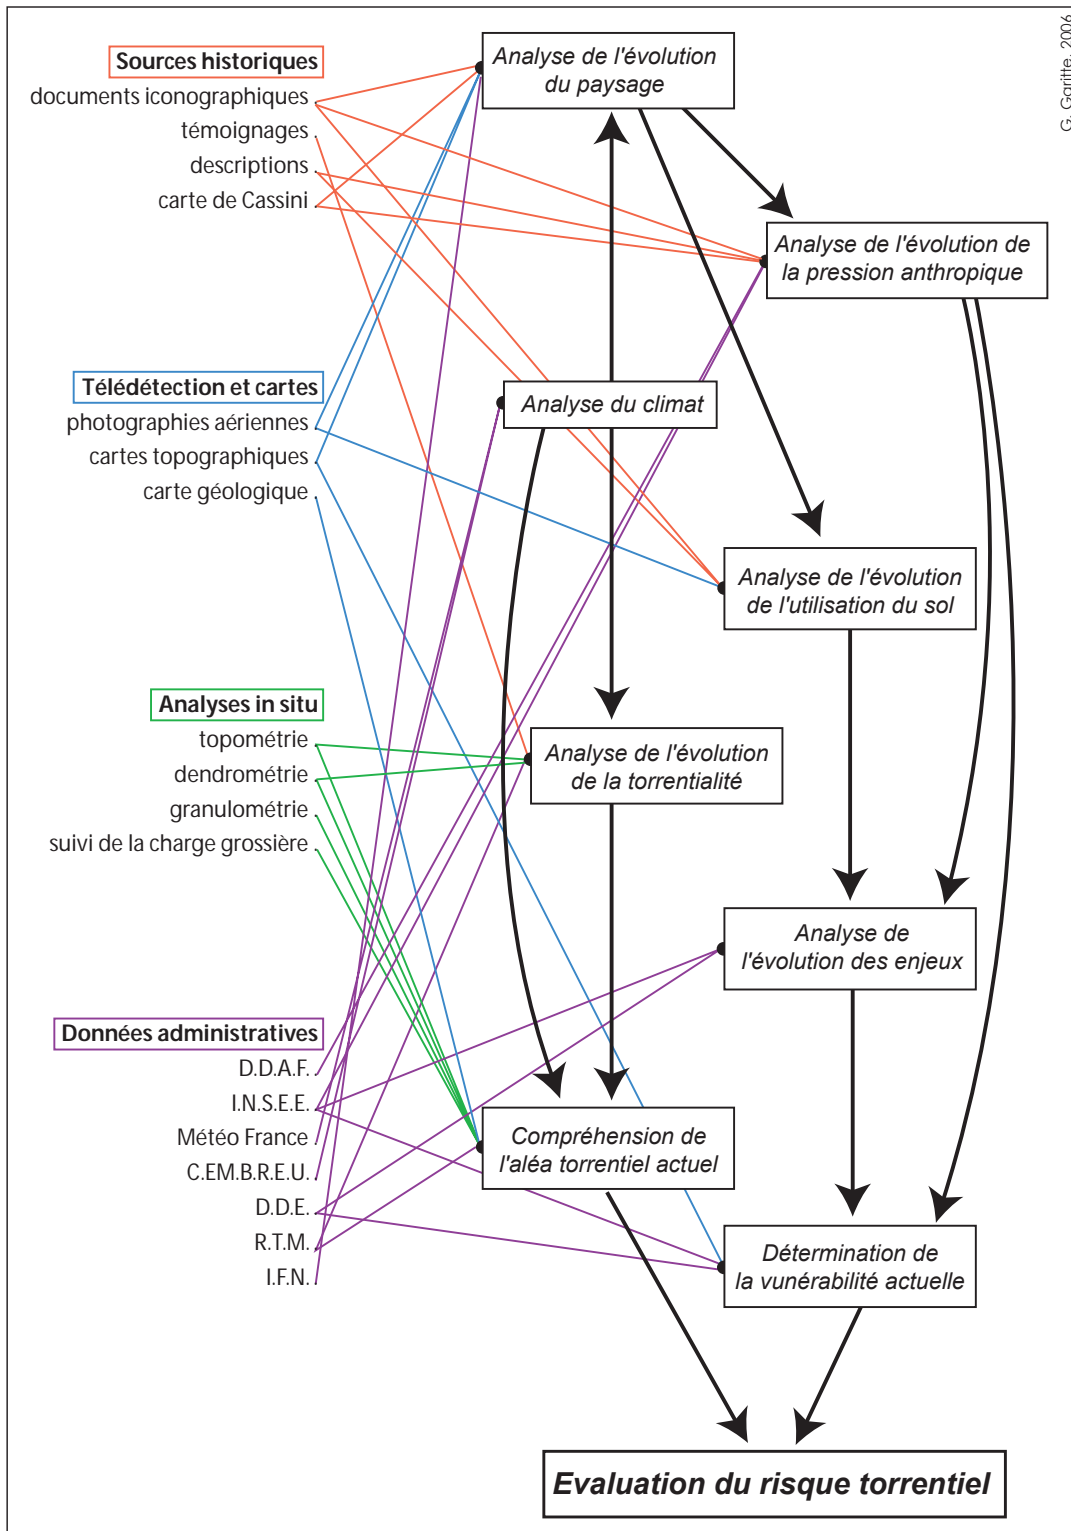 G. Garitte, 2006
Sources historiques
documents iconographiques
témoignages
descriptions
carte de Cassini
Télédétection et cartes
photographies aériennes
cartes topographiques
carte géologique
Analyses in situ
topométrie
dendrométrie
granulométrie
suivi de la charge grossière
Données administratives
D.D.A.F.
I.N.S.E.E.
Météo France
C.EM.B.R.E.U.
D.D.E.
R.T.M.
I.F.N.
Analyse de l'évolution
du paysage
Analyse de l'évolution de
la pression anthropique
Analyse du climat
Analyse de l'évolution
de l'utilisation du sol
Analyse de l'évolution
de la torrentialité
Analyse de
l'évolution des enjeux
Compréhension de
l'aléa torrentiel actuel
Détermination de
la vunérabilité actuelle
Evaluation du risque torrentiel